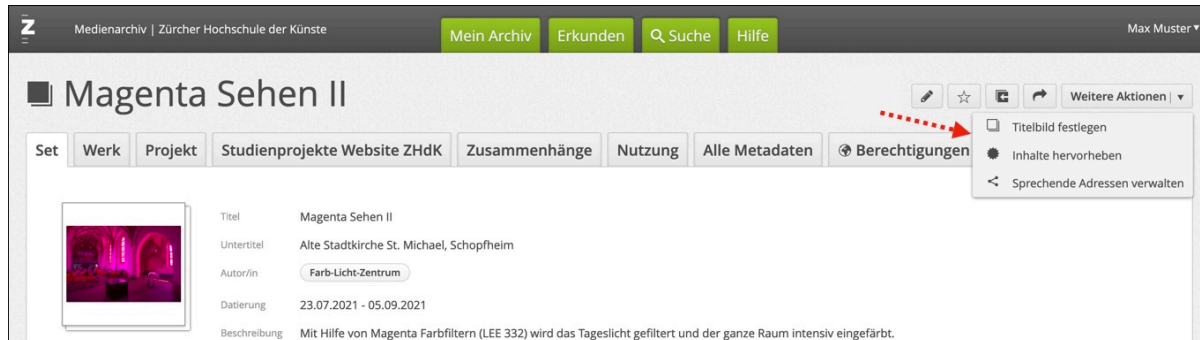 Z
Medienarchiv | Zürcher Hochschule der Künste
Mein Archiv
Erkunden
Suche
Hilfe
Max Muster
Magenta Sehen II
Weitere Aktionen
Titelbild festlegen
Inhalte hervorheben
Sprechende Adressen verwalten
Set
Werk
Projekt
Studienprojekte Website ZHdK
Zusammenhänge
Nutzung
Alle Metadaten
Berechtigungen
Titel Magenta Sehen II
Untertitel Alte Stadtkirche St. Michael, Schopfheim
Autor/in Farb-Licht-Zentrum
Datierung 23.07.2021 - 05.09.2021
Beschreibung Mit Hilfe von Magenta Farbfiltern (LEE 332) wird das Tageslicht gefiltert und der ganze Raum intensiv eingefärbt.